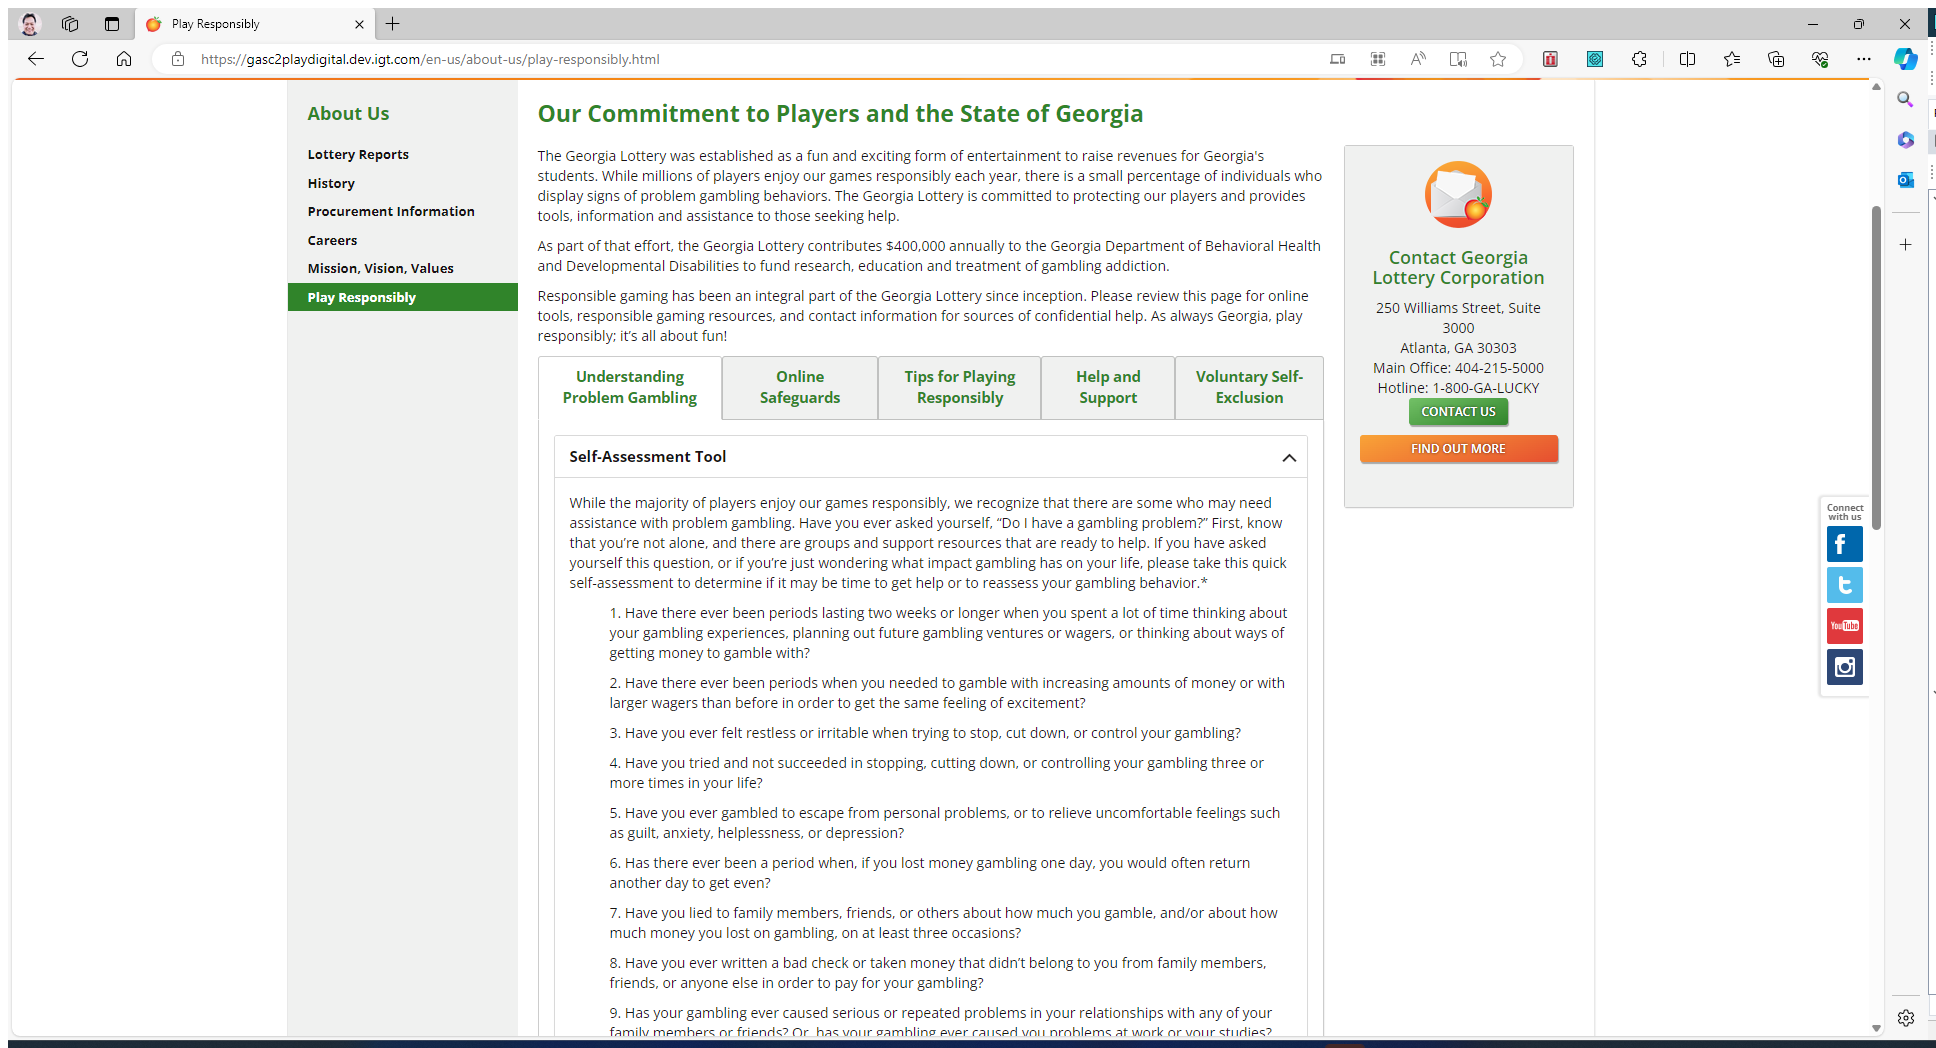 Play Responsibly
https://gasc2playdigital.dev.igt.com/en-us/about-us/play-responsibly.html
About Us
Lottery Reports
History
Procurement Information
Careers
Mission, Vision, Values
Play Responsibly
Our Commitment to Players and the State of Georgia
The Georgia Lottery was established as a fun and exciting form of entertainment to raise revenues for Georgia's
students. While millions of players enjoy our games responsibly each year, there is a small percentage of individuals who
display signs of problem gambling behaviors. The Georgia Lottery is committed to protecting our players and provides
tools, information and assistance to those seeking help.
As part of that effort, the Georgia Lottery contributes $400,000 annually to the Georgia Department of Behavioral Health
and Developmental Disabilities to fund research, education and treatment of gambling addiction.
Responsible gaming has been an integral part of the Georgia Lottery since inception. Please review this page for online
tools, responsible gaming resources, and contact information for sources of confidential help. As always Georgia, play
responsibly; it’s all about fun!
Understanding
Problem Gambling
Online
Safeguards
Tips for Playing
Responsibly
Help and
Support
Voluntary Self-
Exclusion
Self-Assessment Tool
While the majority of players enjoy our games responsibly, we recognize that there are some who may need
assistance with problem gambling. Have you ever asked yourself, “Do I have a gambling problem?” First, know
that you’re not alone, and there are groups and support resources that are ready to help. If you have asked
yourself this question, or if you’re just wondering what impact gambling has on your life, please take this quick
self-assessment to determine if it may be time to get help or to reassess your gambling behavior.*
1. Have there ever been periods lasting two weeks or longer when you spent a lot of time thinking about
your gambling experiences, planning out future gambling ventures or wagers, or thinking about ways of
getting money to gamble with?
2. Have there ever been periods when you needed to gamble with increasing amounts of money or with
larger wagers than before in order to get the same feeling of excitement?
3. Have you ever felt restless or irritable when trying to stop, cut down, or control your gambling?
4. Have you tried and not succeeded in stopping, cutting down, or controlling your gambling three or
more times in your life?
5. Have you ever gambled to escape from personal problems, or to relieve uncomfortable feelings such
as guilt, anxiety, helplessness, or depression?
6. Has there ever been a period when, if you lost money gambling one day, you would often return
another day to get even?
7. Have you lied to family members, friends, or others about how much you gamble, and/or about how
much money you lost on gambling, on at least three occasions?
8. Have you ever written a bad check or taken money that didn’t belong to you from family members,
friends, or anyone else in order to pay for your gambling?
9. Has your gambling ever caused serious or repeated problems in your relationships with any of your
family members or friends? Or, has your gambling ever caused you problems at work or your studies?
Contact Georgia
Lottery Corporation
250 Williams Street, Suite
3000
Atlanta, GA 30303
Main Office: 404-215-5000
Hotline: 1-800-GA-LUCKY
CONTACT US
FIND OUT MORE
Connect
with us
YouTube